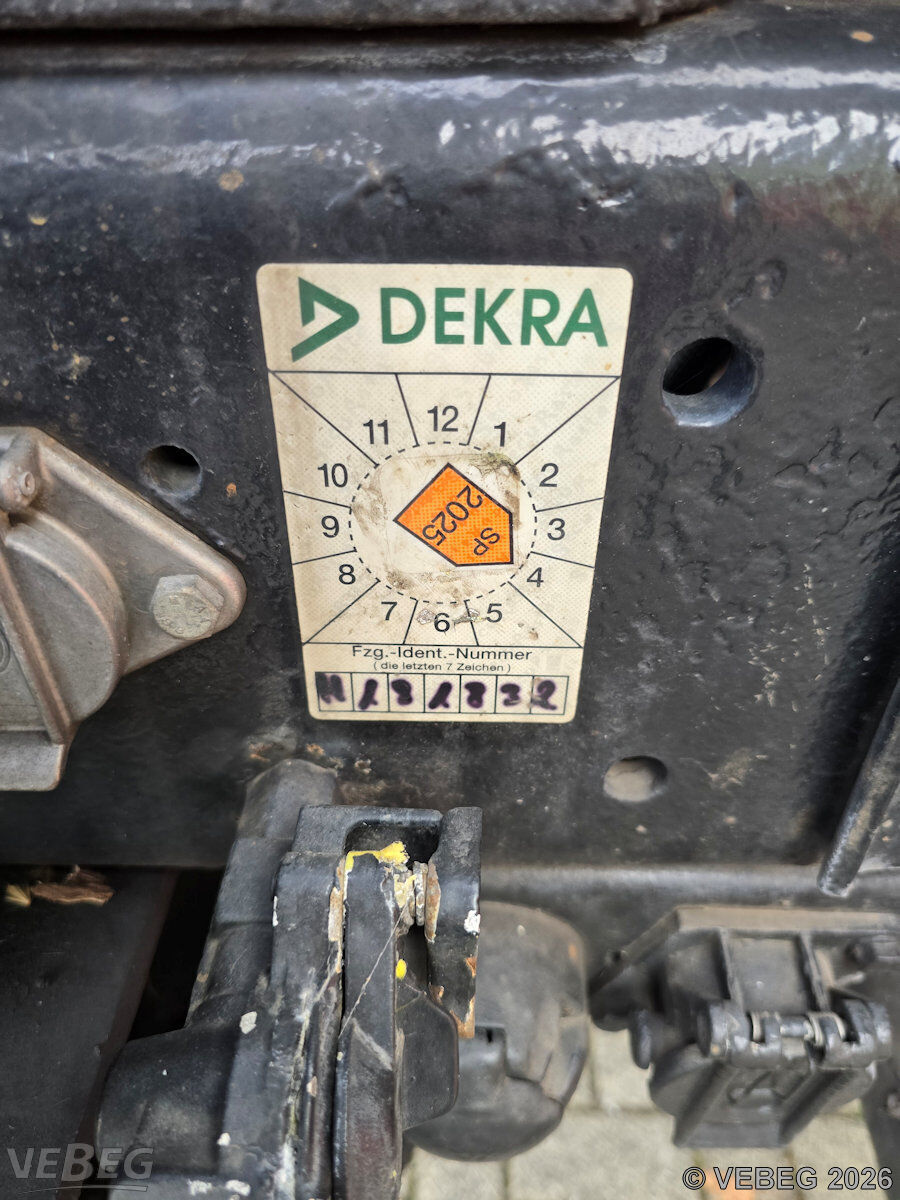 DEKRA
12
11 1
10 2
SP
2025
9 3
8 4
7 5
6
Fzg.-Ident.-Nummer
(die letzten 7 Zeichen)
VEBEG
© VEBEG 2026